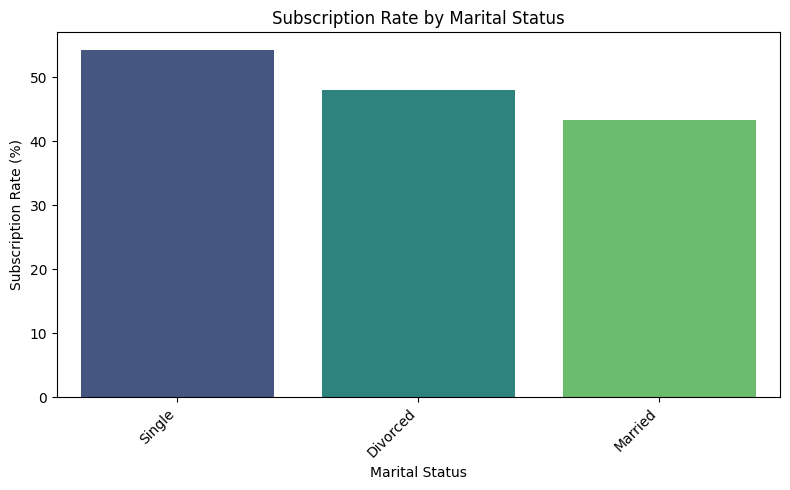 Subscription Rate by Marital Status
Subscription Rate (%)
50
40
30
20
10
0
Single
Divorced
Married
Marital Status